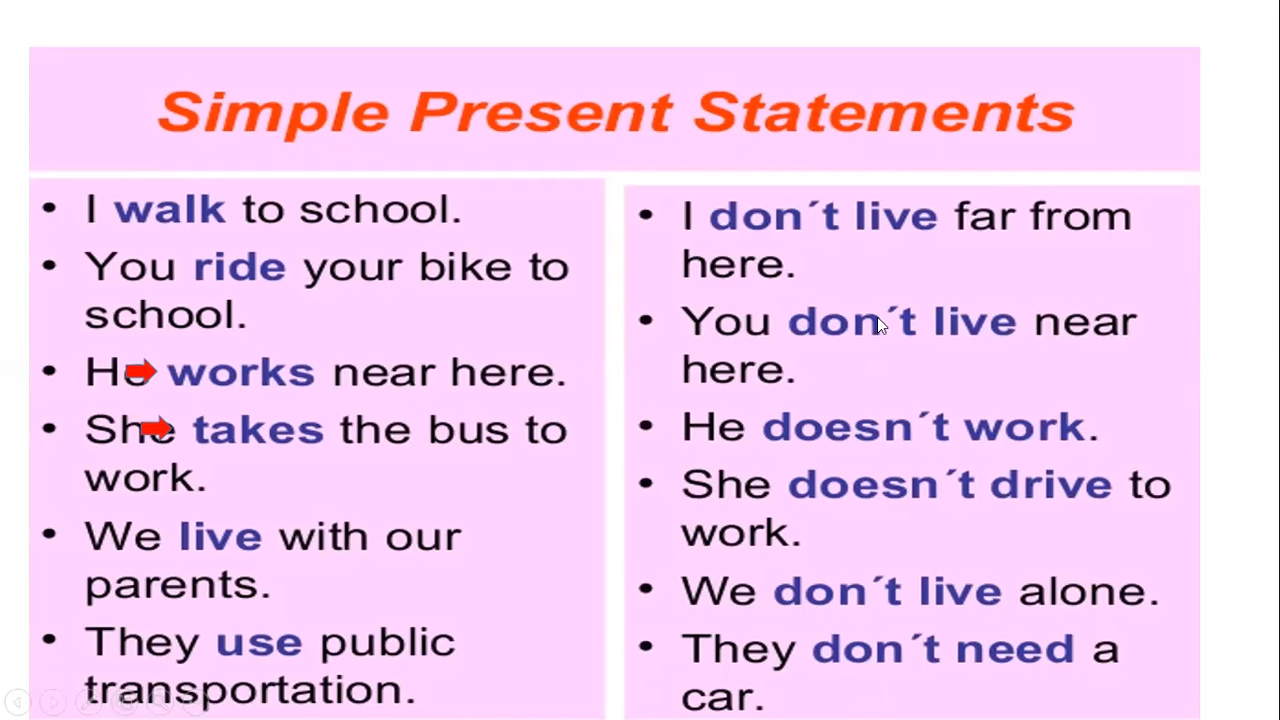 Simple Present Statements
• I walk to school.
• You ride your bike to
school.
• He works near here.
• She takes the bus to
work.
• We live with our
parents.
• They use public
transportation.
• I don´t live far from
here.
• You don´t live near
here.
• He doesn´t work.
• She doesn´t drive to
work.
• We don´t live alone.
• They don´t need a
car.